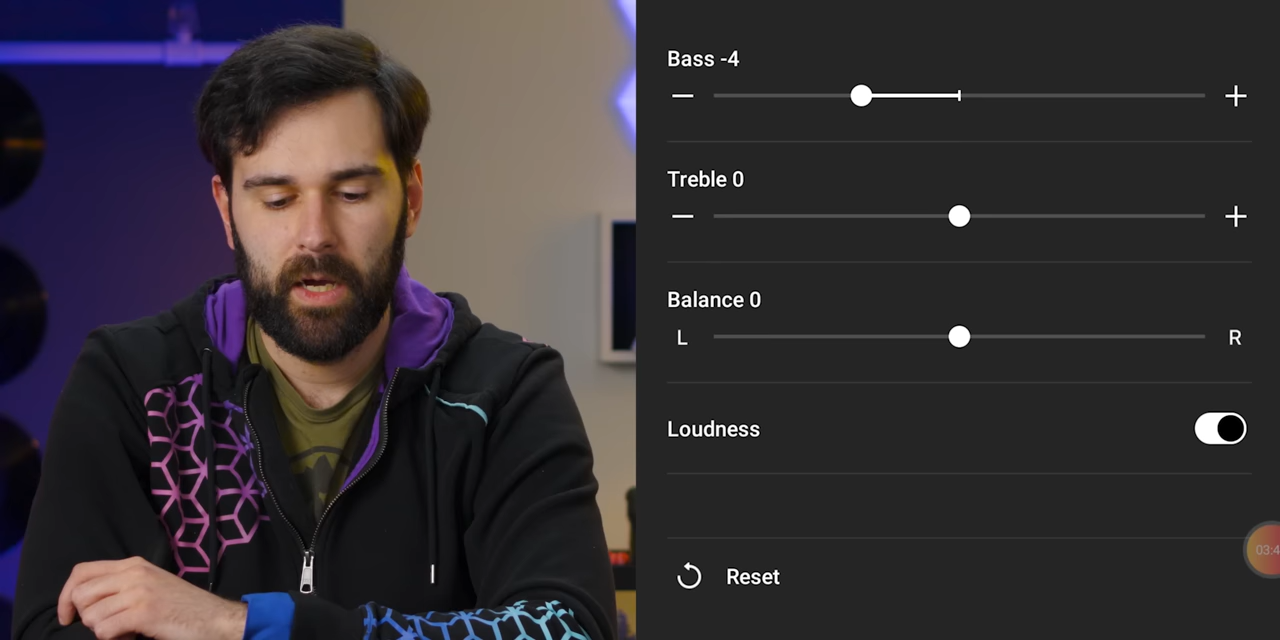 Bass -4
Treble 0
Balance 0
L R
Loudness
Reset